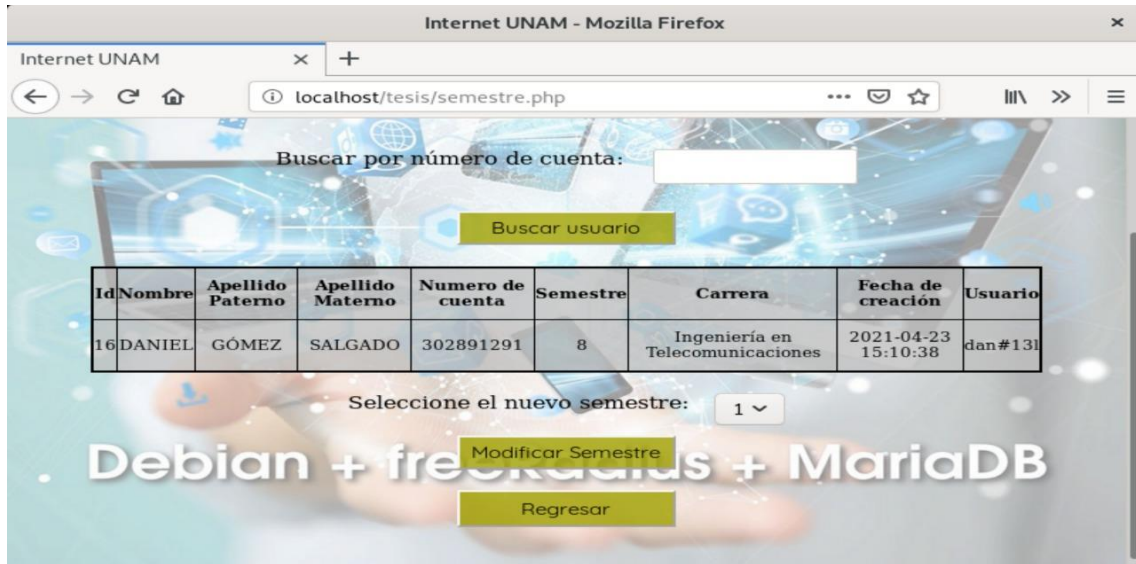 Internet UNAM - Mozilla Firefox
Internet UNAM
localhost/tesis/semestre.php
Buscar por número de cuenta:
Buscar usuario
Id Nombre Apellido Paterno Apellido Materno Numero de cuenta Semestre Carrera Fecha de creación Usuario
16 DANIEL GÓMEZ SALGADO 302891291 8 Ingeniería en Telecomunicaciones 2021-04-23 15:10:38 dan#13l
Seleccione el nuevo semestre: 1
Modificar Semestre
Debian + freeRadius + MariaDB
Regresar